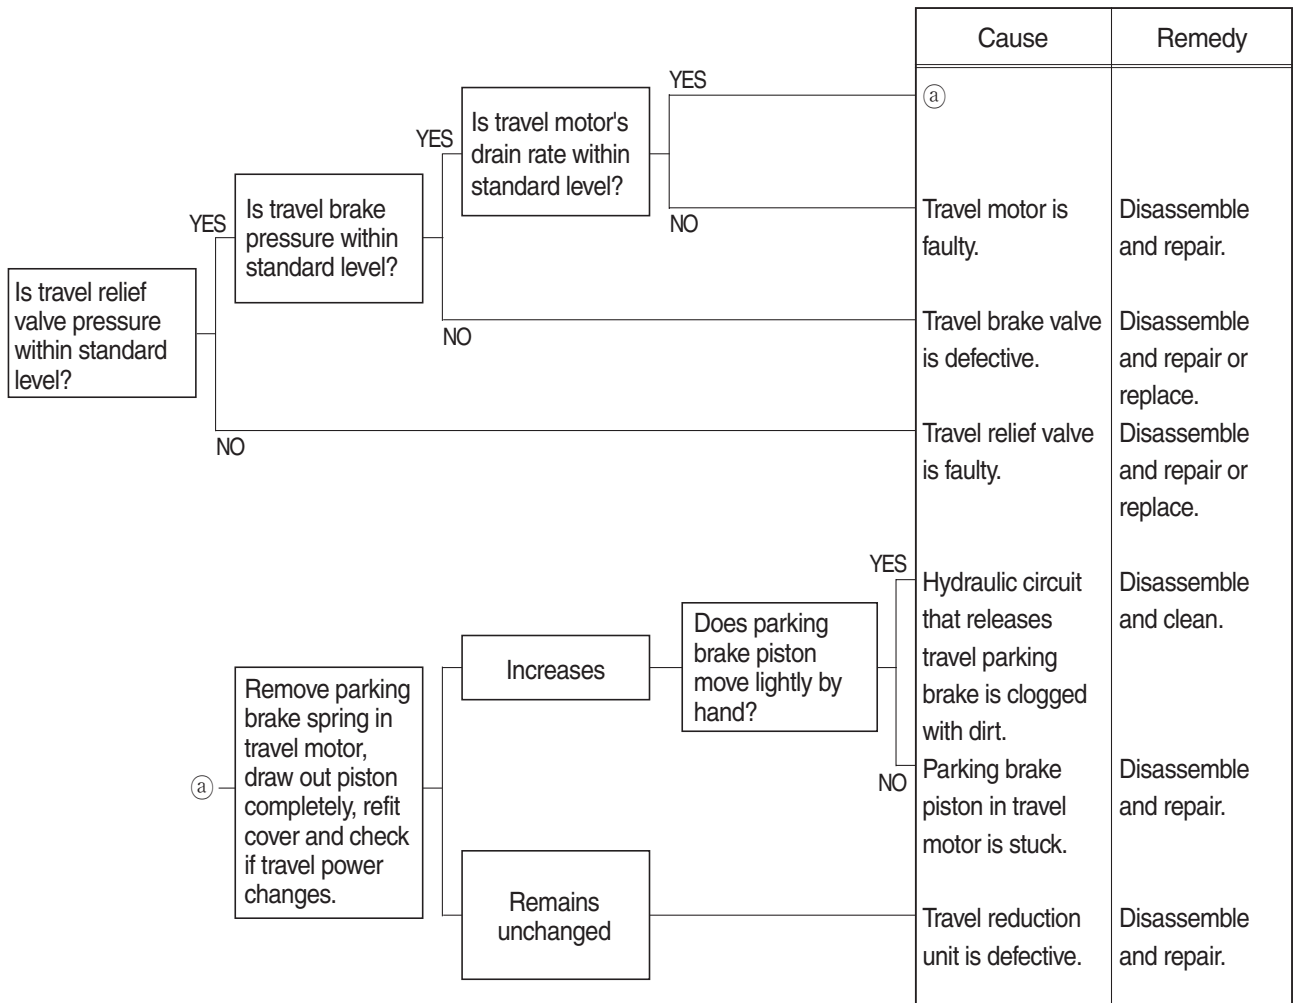 Cause
Remedy
YES
ⓐ
Is travel motor's
drain rate within
standard level?
YES
Is travel brake
pressure within
standard level?
YES
NO
Travel motor is
faulty.
Disassemble
and repair.
Is travel relief
valve pressure
within standard
level?
NO
Travel brake valve
is defective.
Disassemble
and repair or
replace.
NO
Travel relief valve
is faulty.
Disassemble
and repair or
replace.
YES
Hydraulic circuit
that releases
travel parking
brake is clogged
with dirt.
Disassemble
and clean.
Does parking
brake piston
move lightly by
hand?
Increases
ⓐ
Remove parking
brake spring in
travel motor,
draw out piston
completely, refit
cover and check
if travel power
changes.
NO
Parking brake
piston in travel
motor is stuck.
Disassemble
and repair.
Remains
unchanged
Travel reduction
unit is defective.
Disassemble
and repair.